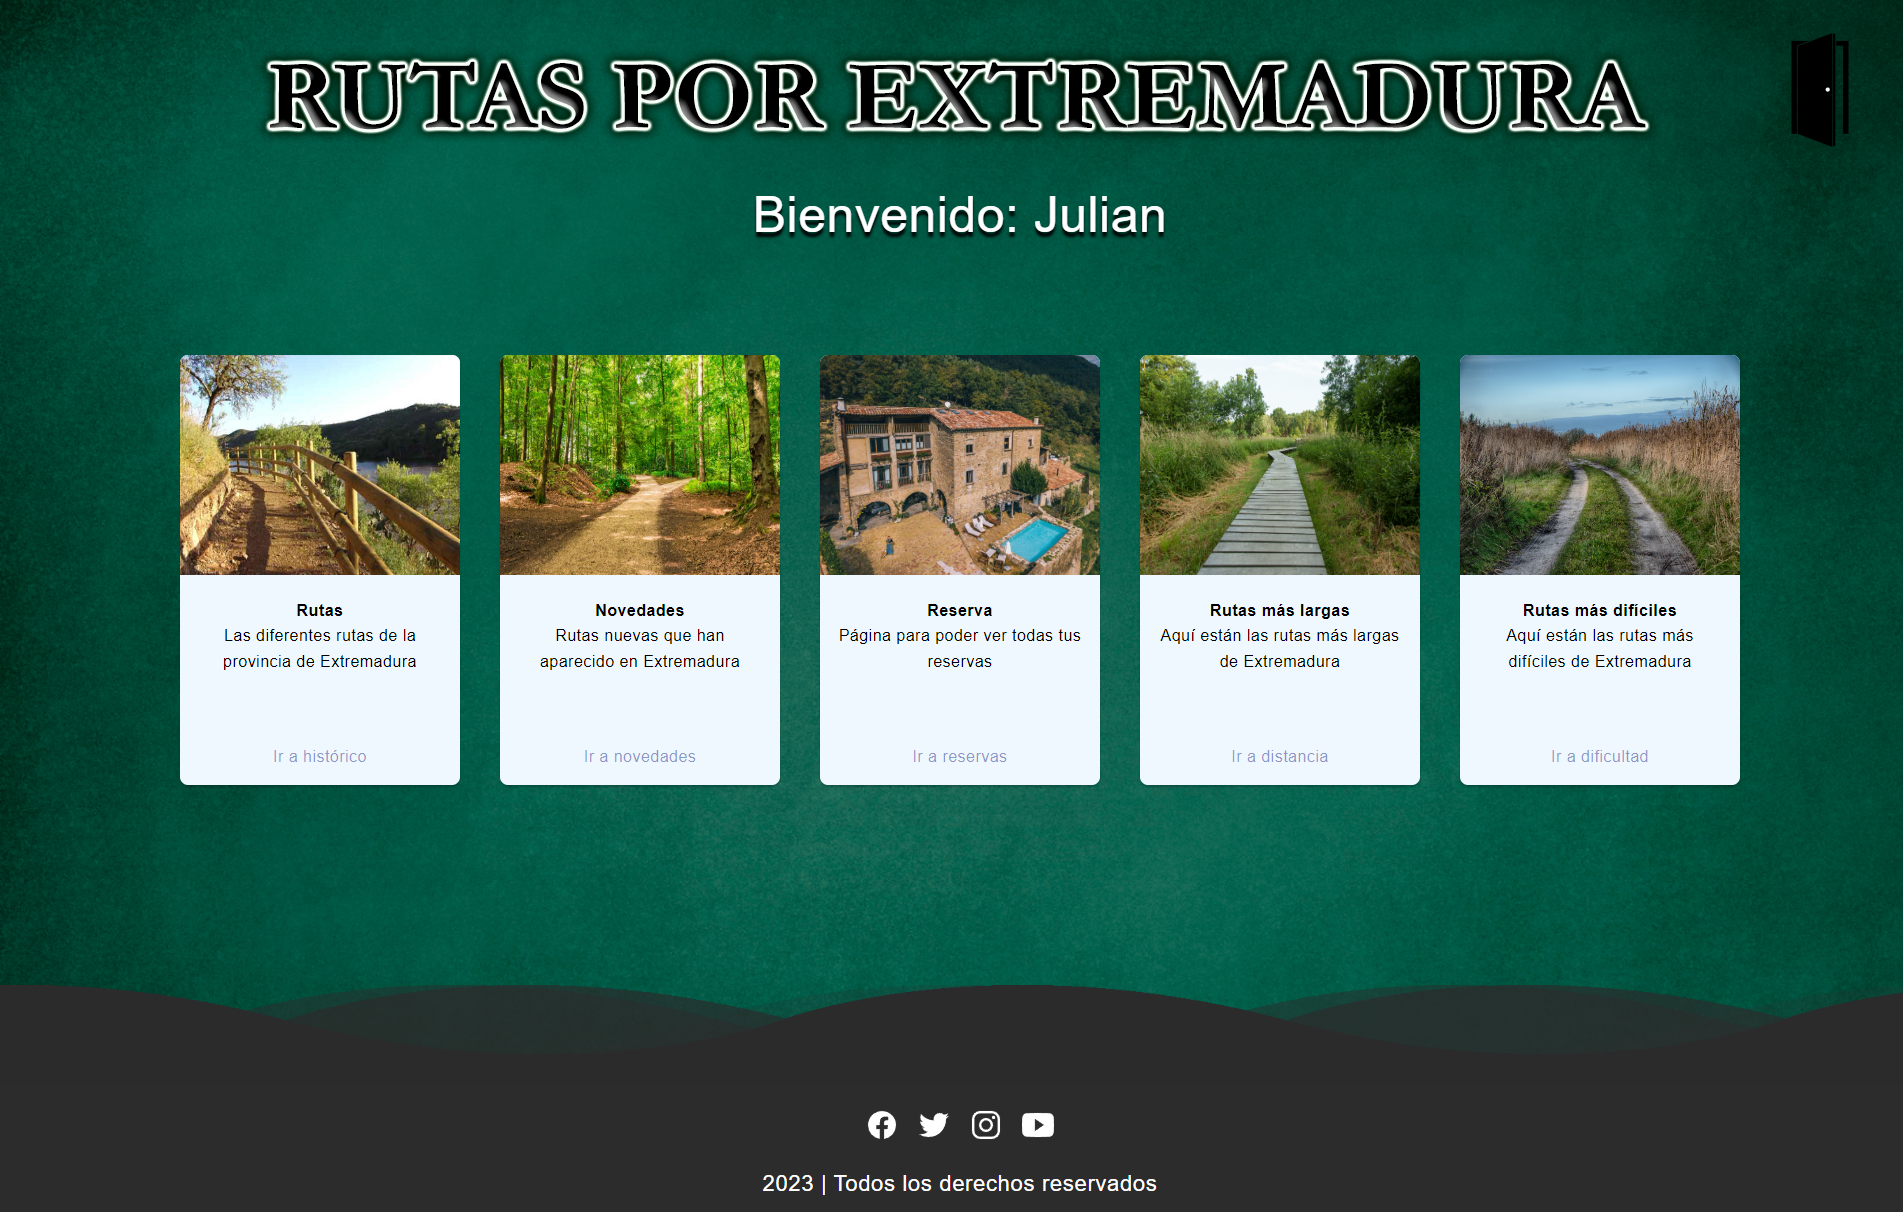 RUTAS POR EXTREMADURA
Bienvenido: Julian
Rutas
Las diferentes rutas de la
provincia de Extremadura
Ir a histórico
Novedades
Rutas nuevas que han
aparecido en Extremadura
Ir a novedades
Reserva
Página para poder ver todas tus
reservas
Ir a reservas
Rutas más largas
Aquí están las rutas más largas
de Extremadura
Ir a distancia
Rutas más difíciles
Aquí están las rutas más
difíciles de Extremadura
Ir a dificultad
2023 | Todos los derechos reservados